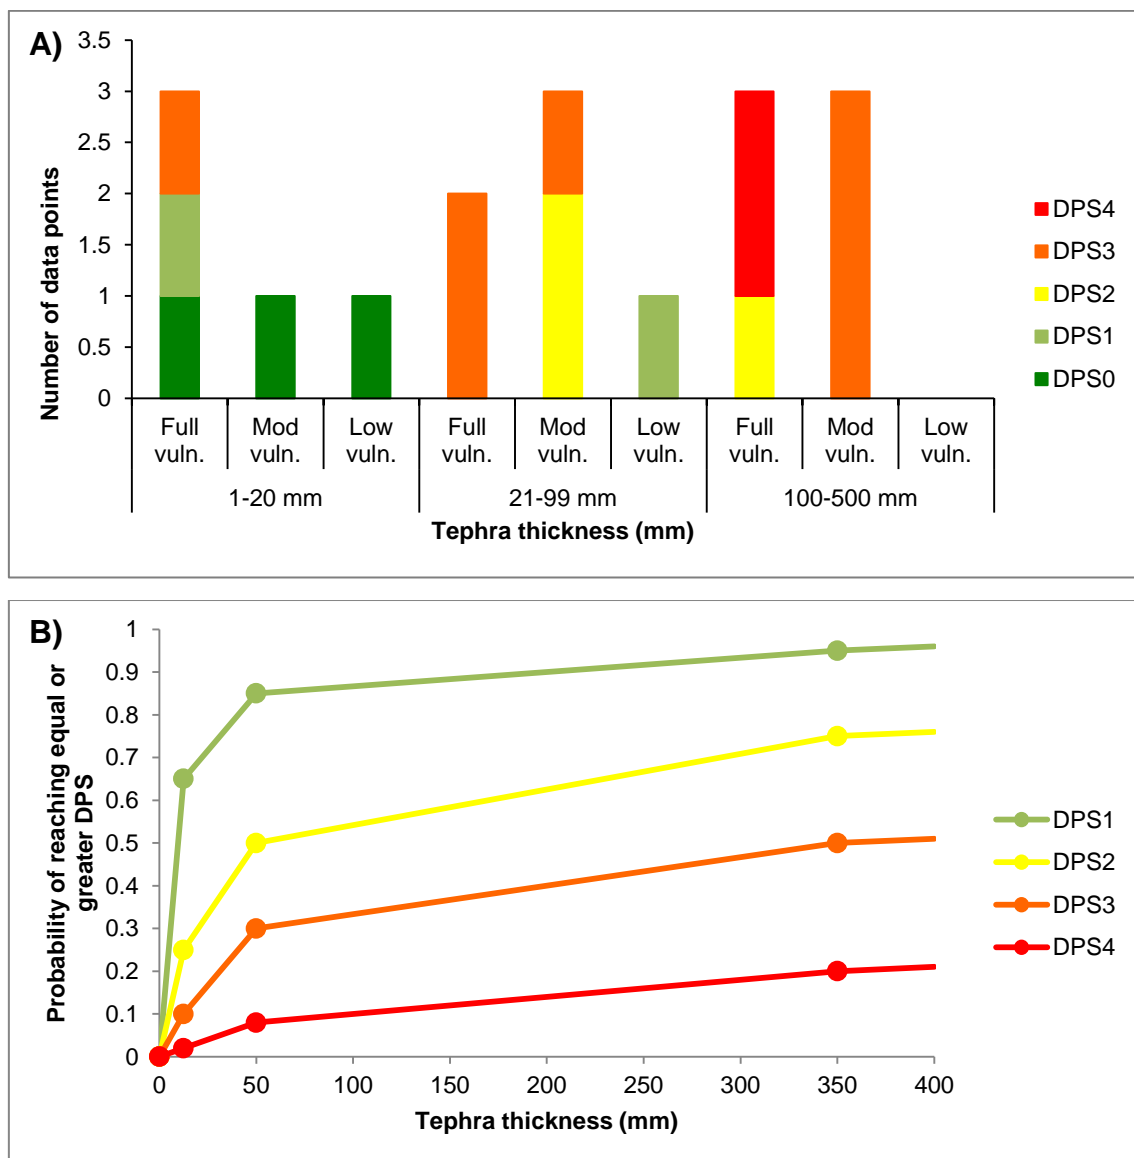 A)
3.5
3
2.5
2
1.5
1
0.5
0
Number of data points
Full vuln.
Mod vuln.
Low vuln.
Full vuln.
Mod vuln.
Low vuln.
Full vuln.
Mod vuln.
Low vuln.
1-20 mm
21-99 mm
100-500 mm
Tephra thickness (mm)
DPS4
DPS3
DPS2
DPS1
DPS0
B)
1
0.9
0.8
0.7
0.6
0.5
0.4
0.3
0.2
0.1
0
Probability of reaching equal or
greater DPS
0 50 100 150 200 250 300 350 400
Tephra thickness (mm)
DPS1
DPS2
DPS3
DPS4